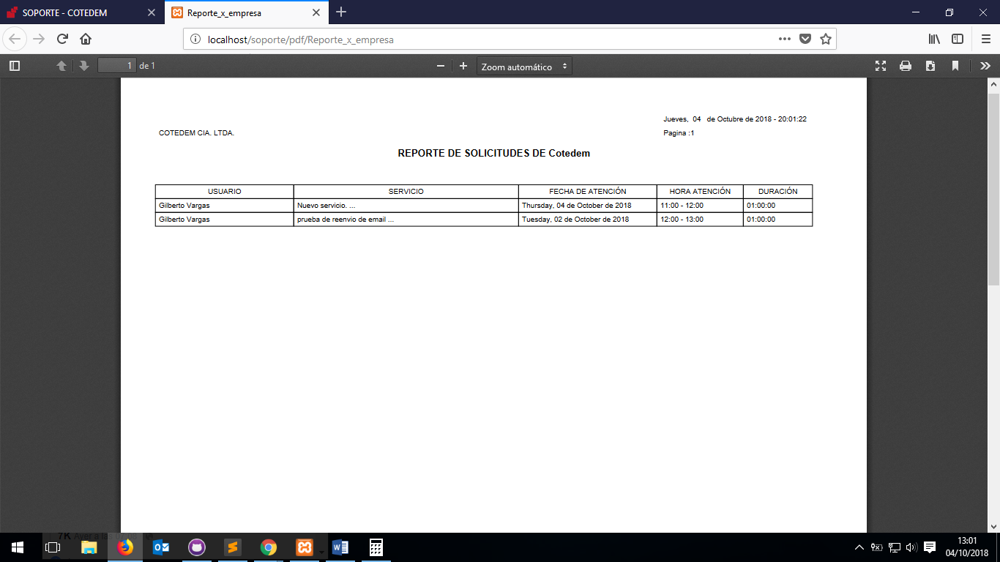 SOPORTE - COTEDEM
Reporte_x_empresa
localhost/soporte/pdf/Reporte_x_empresa
1 de 1
Zoom automático
Jueves, 04 de Octubre de 2018 - 20:01:22
COTEDEM CIA. LTDA.
Pagina :1
REPORTE DE SOLICITUDES DE Cotedem
USUARIO SERVICIO FECHA DE ATENCIÓN HORA ATENCIÓN DURACIÓN
Gilberto Vargas Nuevo servicio. ... Thursday, 04 de October de 2018 11:00 - 12:00 01:00:00
Gilberto Vargas prueba de reenvio de email ... Tuesday, 02 de October de 2018 12:00 - 13:00 01:00:00
7K Ayer a las
13:01
04/10/2018